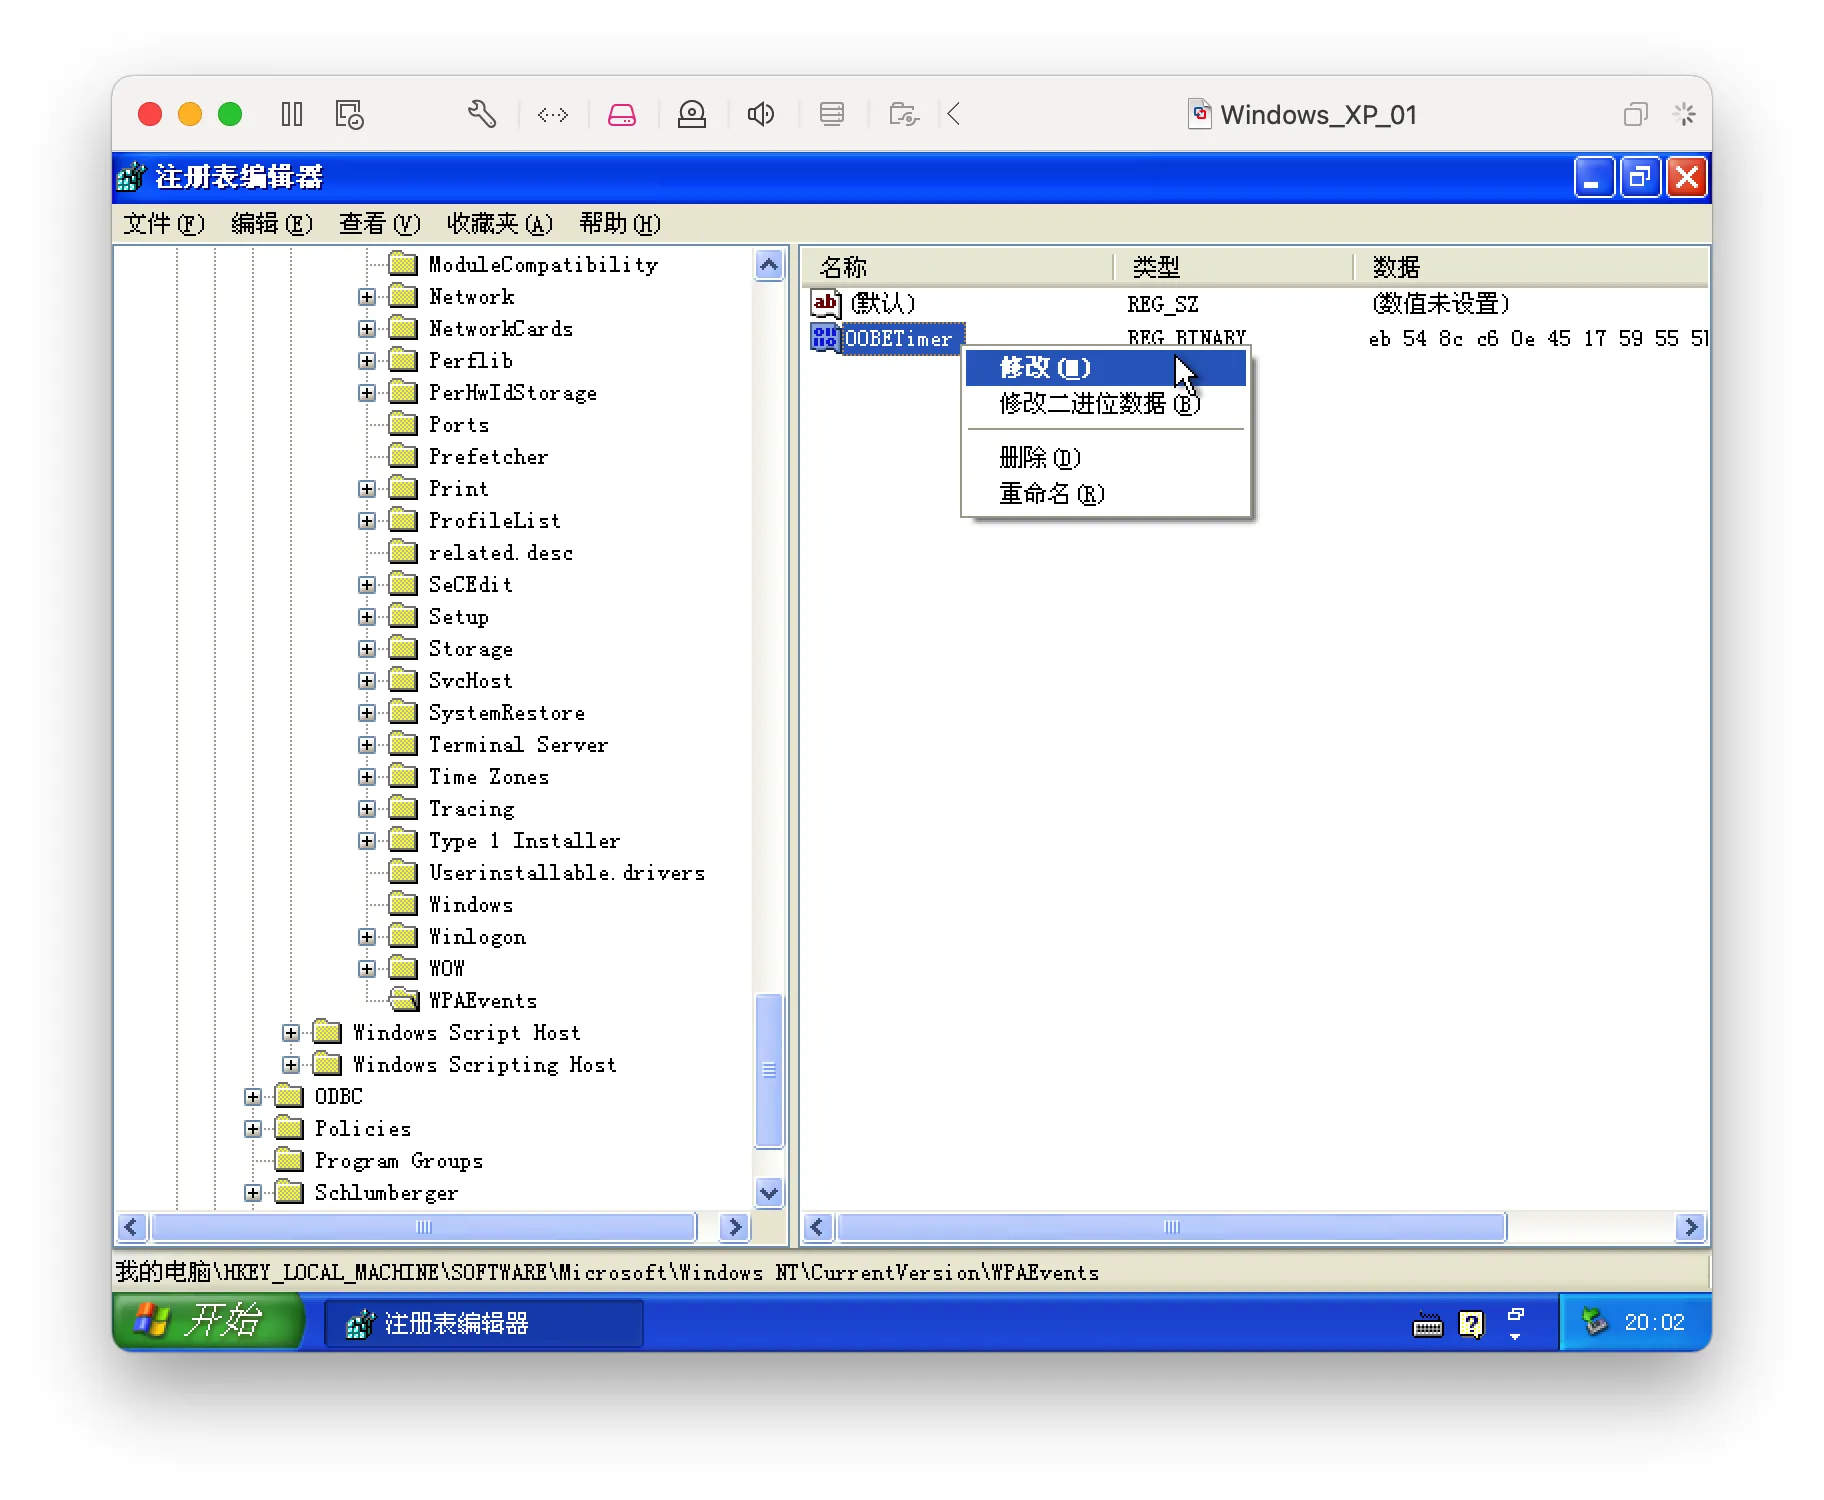 Windows_XP_01
注册表编辑器
文件(F) 编辑(E) 查看(V) 收藏夹(A) 帮助(H)
ModuleCompatibility
Network
NetworkCards
Perflib
PerHwIdStorage
Ports
Prefetcher
Print
ProfileList
related.desc
SeCEdit
Setup
Storage
SvcHost
SystemRestore
Terminal Server
Time Zones
Tracing
Type 1 Installer
Userinstallable.drivers
Windows
Winlogon
WOW
WPAEvents
Windows Script Host
Windows Scripting Host
ODBC
Policies
Program Groups
Schlumberger
名称 类型 数据
ab (默认) REG_SZ (数值未设置)
OOBETimer REG_BINARY eb 54 8c c6 0e 45 17 59 55
修改(M)
修改二进位数据(B)
删除(D)
重命名(R)
我的电脑\HKEY_LOCAL_MACHINE\SOFTWARE\Microsoft\Windows NT\CurrentVersion\WPAEvents
开始 注册表编辑器 20:02